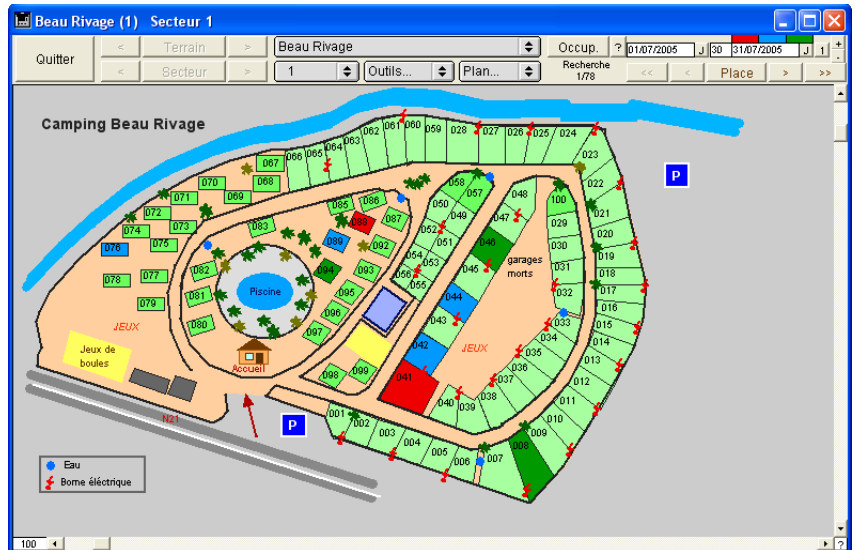 Beau Rivage (1) Secteur 1
Quitter
< Terrain >
Beau Rivage
Occup. ? 01/07/2005 J 30 31/07/2005 J 1 + -
< Secteur >
1 Outils... Plan...
Recherche
1/78
<< < Place > >>
Camping Beau Rivage
P
062 061 060 059 028 027 026 025 024
066 065 064 063
067
068
023
022
021
020
019
018
017
016
015
014
013
012
011
010
009
008
070
071
069
072
073
074
075
076
078 077
079
085 086
087
088
083
089
092
082
094
093
081
095
096
080
097
098 099
058
057
050
049
052
051
054
053
056
055
048
047
046
045
044
043
042
041
040 039
038
037
036
035
034
033
032
031
030
029
100
garages
morts
Piscine
JEUX
JEUX
Jeux de
boules
Accueil
N21
P
001 002 003 004 005 006 007
Eau
Borne éléctrique
100 ?